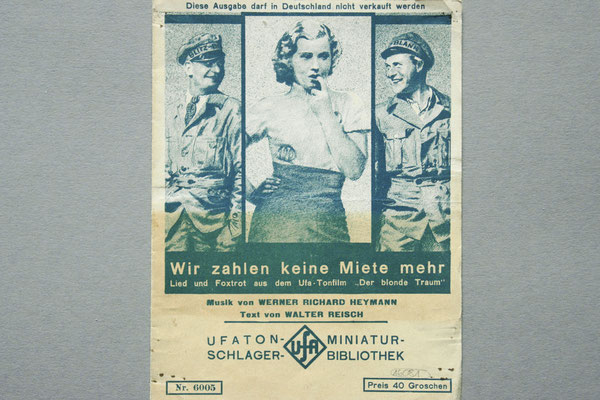 Diese Ausgabe darf in Deutschland nicht verkauft werden
BLITZ
BLANK
Wir zahlen keine Miete mehr
Lied und Foxtrot aus dem Ufa-Tonfilm „Der blonde Traum“
Musik von WERNER RICHARD HEYMANN
Text von WALTER REISCH
UFATON- MINIATUR-
UFA
SCHLAGER- BIBLIOTHEK
Nr. 6005
Preis 40 Groschen